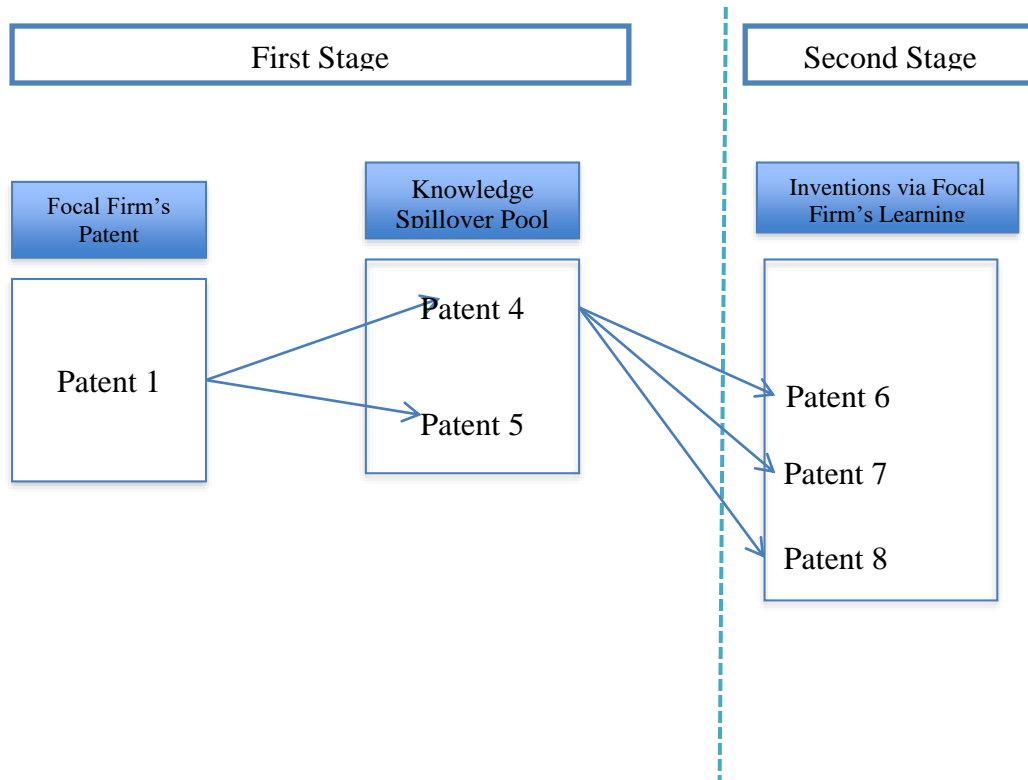 First Stage
Second Stage
Focal Firm's
Patent
Knowledge
Spillover Pool
Inventions via Focal
Firm's Learning
Patent 1
Patent 4
Patent 5
Patent 6
Patent 7
Patent 8